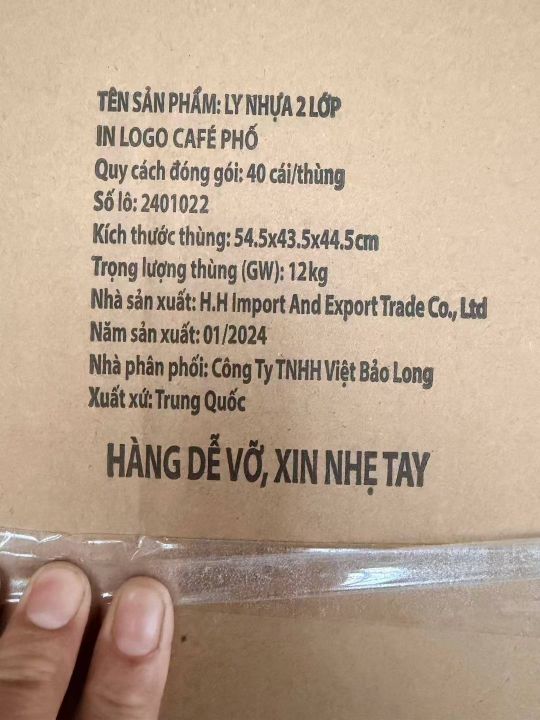 TÊN SẢN PHẨM: LY NHỰA 2 LỚP
IN LOGO CAFÉ PHỐ
Quy cách đóng gói: 40 cái/thùng
Số lô: 2401022
Kích thước thùng: 54.5x43.5x44.5cm
Trọng lượng thùng (GW): 12kg
Nhà sản xuất: H.H Import And Export Trade Co., Ltd
Năm sản xuất: 01/2024
Nhà phân phối: Công Ty TNHH Việt Bảo Long
Xuất xứ: Trung Quốc
HÀNG DỄ VỠ, XIN NHẸ TAY